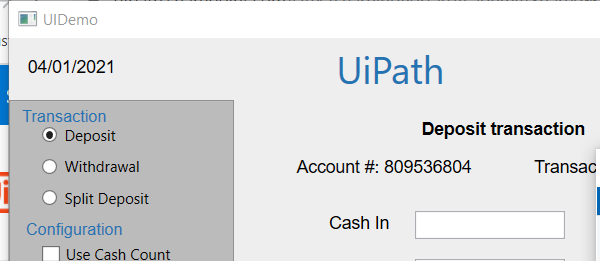 UIDemo
04/01/2021
UiPath
Transaction
Deposit
Withdrawal
Split Deposit
Configuration
Use Cash Count
Deposit transaction
Account #: 809536804
Cash In